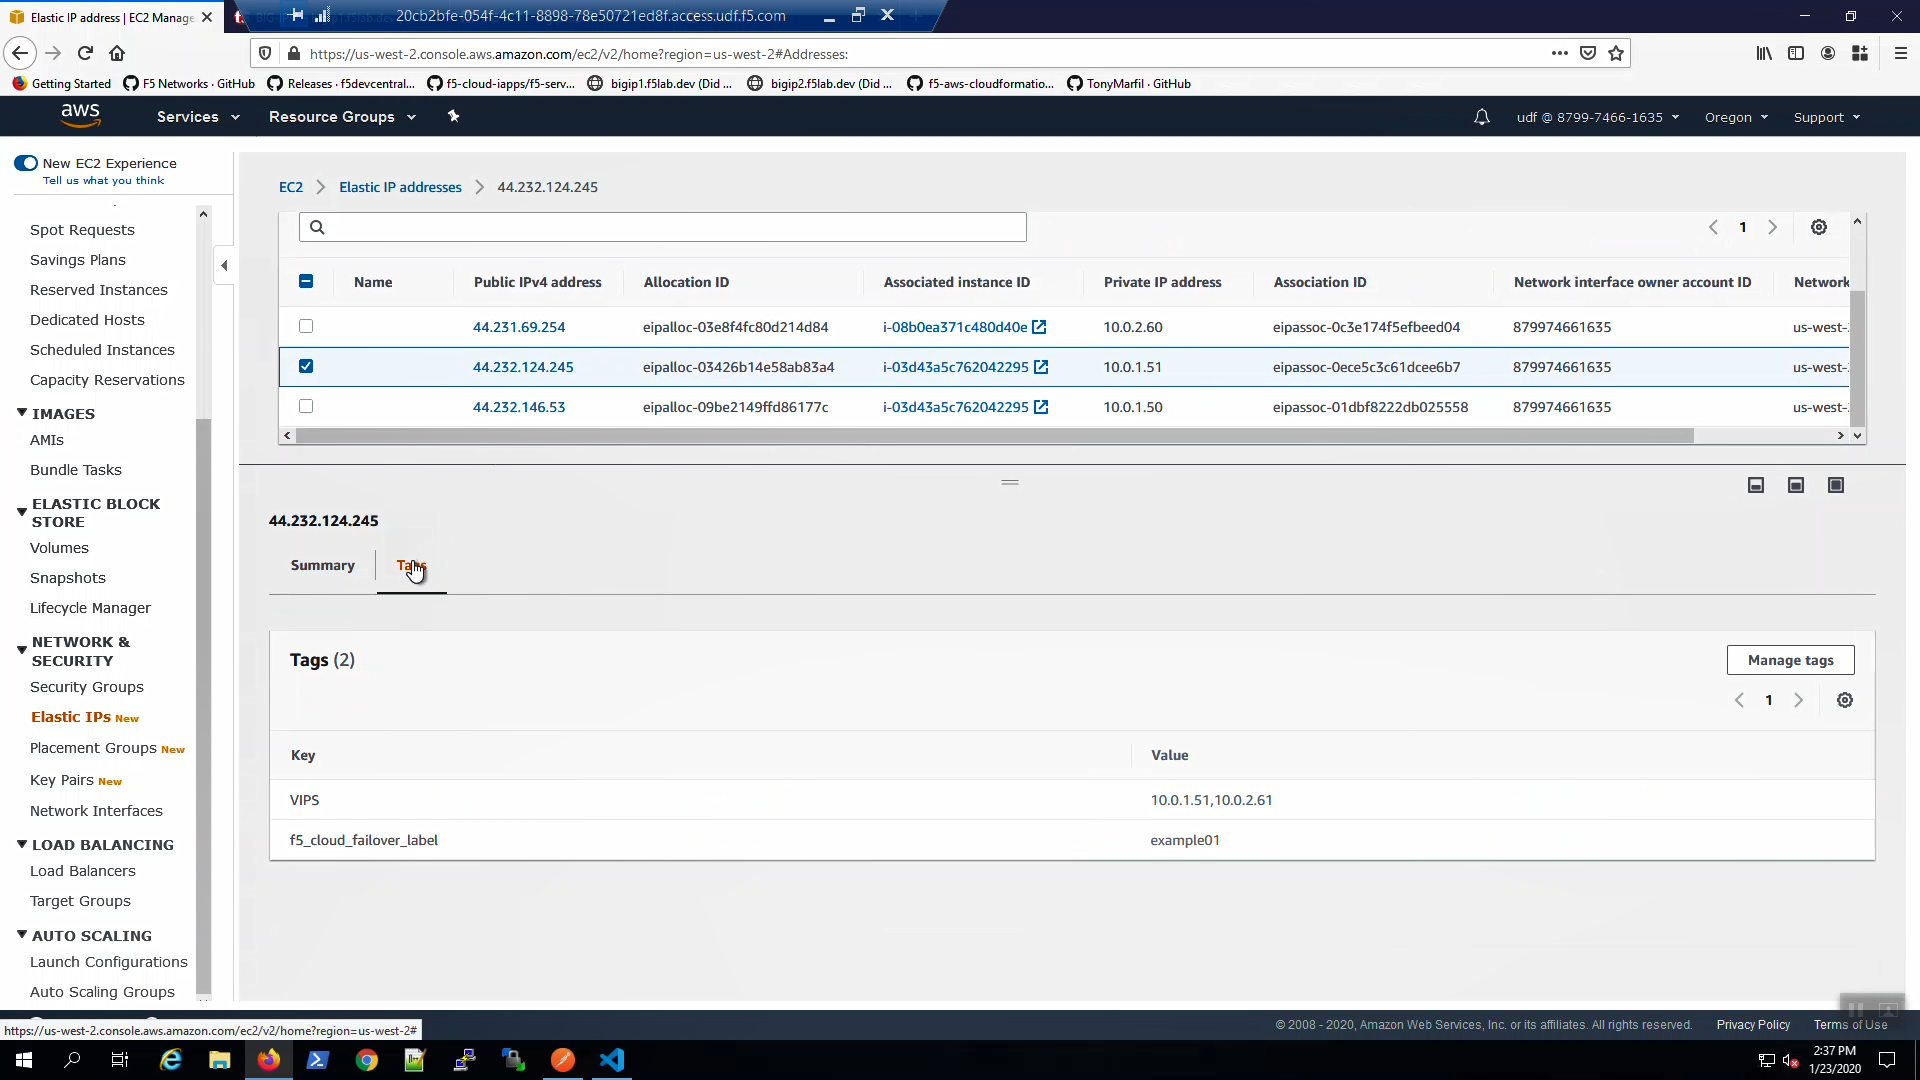 Elastic IP address | EC2 Manage
20cb2bfe-054f-4c11-8898-78e50721ed8f.access.udf.f5.com
https://us-west-2.console.aws.amazon.com/ec2/v2/home?region=us-west-2#Addresses:
Getting Started
F5 Networks · GitHub
Releases · f5devcentral...
f5-cloud-iapps/f5-serv...
bigip1.f5lab.dev (Did ...
bigip2.f5lab.dev (Did ...
f5-aws-cloudformatio...
TonyMarfil · GitHub
aws
Services
Resource Groups
udf @ 8799-7466-1635
Oregon
Support
New EC2 Experience
Tell us what you think
Spot Requests
Savings Plans
Reserved Instances
Dedicated Hosts
Scheduled Instances
Capacity Reservations
IMAGES
AMIs
Bundle Tasks
ELASTIC BLOCK
STORE
Volumes
Snapshots
Lifecycle Manager
NETWORK &
SECURITY
Security Groups
Elastic IPs New
Placement Groups New
Key Pairs New
Network Interfaces
LOAD BALANCING
Load Balancers
Target Groups
AUTO SCALING
Launch Configurations
Auto Scaling Groups
EC2
Elastic IP addresses
44.232.124.245
1
Name Public IPv4 address Allocation ID Associated instance ID Private IP address Association ID Network interface owner account ID Network
44.231.69.254 eipalloc-03e8f4fc80d214d84 i-08b0ea371c480d40e 10.0.2.60 eipassoc-0c3e174f5efbeed04 879974661635 us-west-
44.232.124.245 eipalloc-03426b14e58ab83a4 i-03d43a5c762042295 10.0.1.51 eipassoc-0ece5c3c61dcee6b7 879974661635 us-west-
44.232.146.53 eipalloc-09be2149ffd86177c i-03d43a5c762042295 10.0.1.50 eipassoc-01dbf8222db025558 879974661635 us-west-
44.232.124.245
Summary
Tags
Tags (2)
Manage tags
1
Key Value
VIPS 10.0.1.51,10.0.2.61
f5_cloud_failover_label example01
https://us-west-2.console.aws.amazon.com/ec2/v2/home?region=us-west-2#
© 2008 - 2020, Amazon Web Services, Inc. or its affiliates. All rights reserved.
Privacy Policy
Terms of Use
2:37 PM
1/23/2020